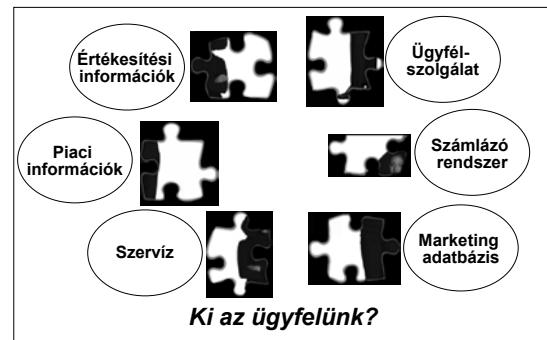 Értékesítési
információk
Ügyfél-
szolgálat
Piaci
információk
Számlázó
rendszer
Szervíz
Marketing
adatbázis
Ki az ügyfelünk?